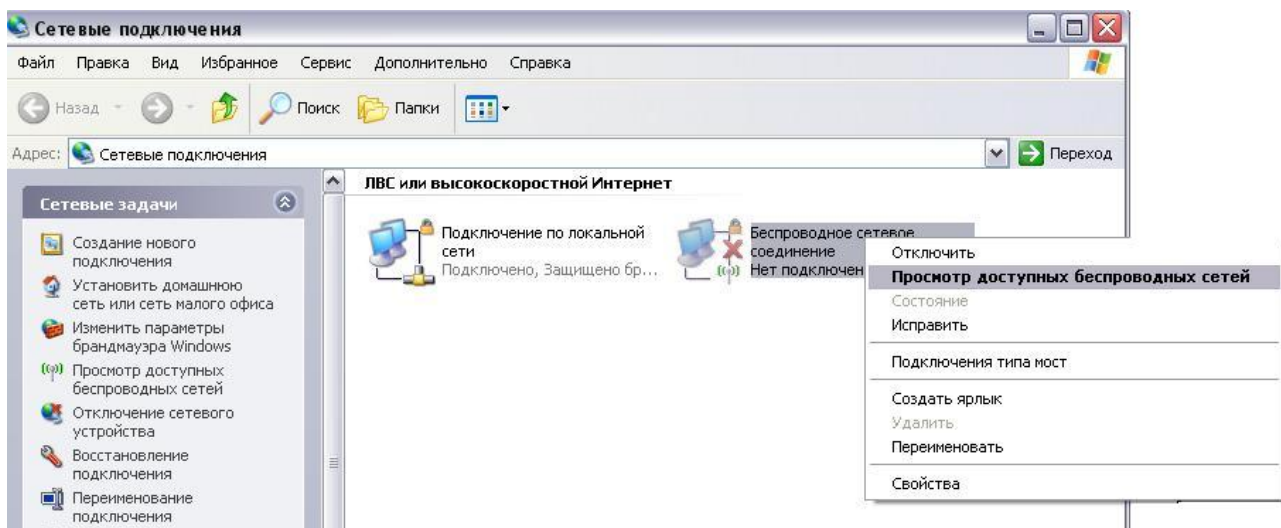 Сетевые подключения
Файл Правка Вид Избранное Сервис Дополнительно Справка
Назад Поиск Папки
Адрес: Сетевые подключения Переход
Сетевые задачи
Создание нового
подключения
Установить домашнюю
сеть или сеть малого офиса
Изменить параметры
брандмауэра Windows
Просмотр доступных
беспроводных сетей
Отключение сетевого
устройства
Восстановление
подключения
Переименование
подключения
ЛВС или высокоскоростной Интернет
Подключение по локальной
сети
Подключено, Защищено бр...
Беспроводное сетевое
соединение
Нет подключен
Отключить
Просмотр доступных беспроводных сетей
Состояние
Исправить
Подключения типа мост
Создать ярлык
Удалить
Переименовать
Свойства